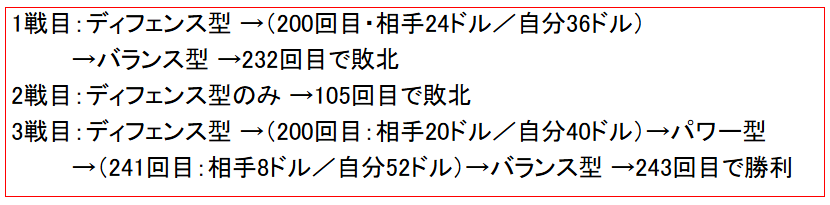 1戦目：ディフェンス型 →（200回目・相手24ドル／自分36ドル）
→バランス型 →232回目で敗北
2戦目：ディフェンス型のみ →105回目で敗北
3戦目：ディフェンス型 →（200回目：相手20ドル／自分40ドル）→パワー型
→（241回目：相手8ドル／自分52ドル）→バランス型 →243回目で勝利